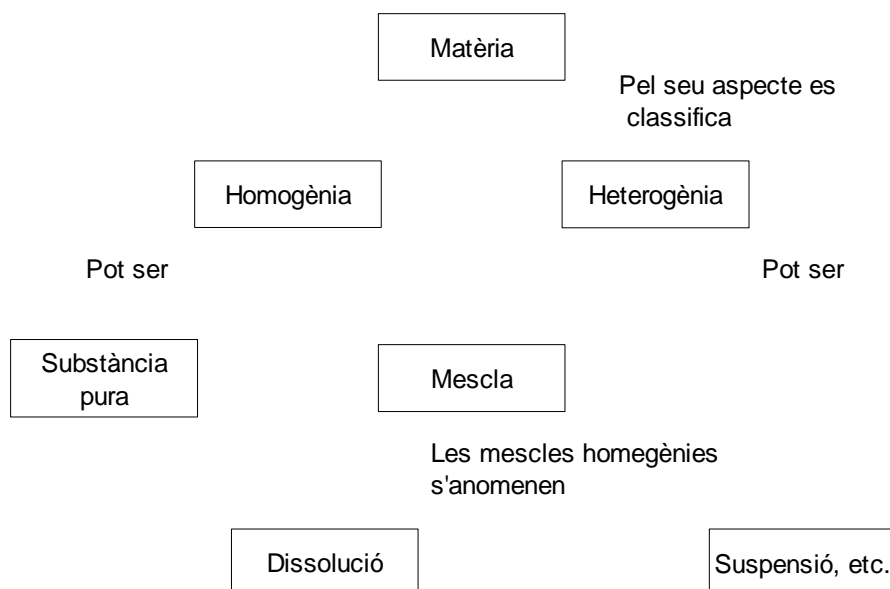 Matèria
Pel seu aspecte es
classifica
Homogènia
Heterogènia
Pot ser
Pot ser
Substància
pura
Mescla
Les mescles homegènies
s'anomenen
Dissolució
Suspensió, etc.